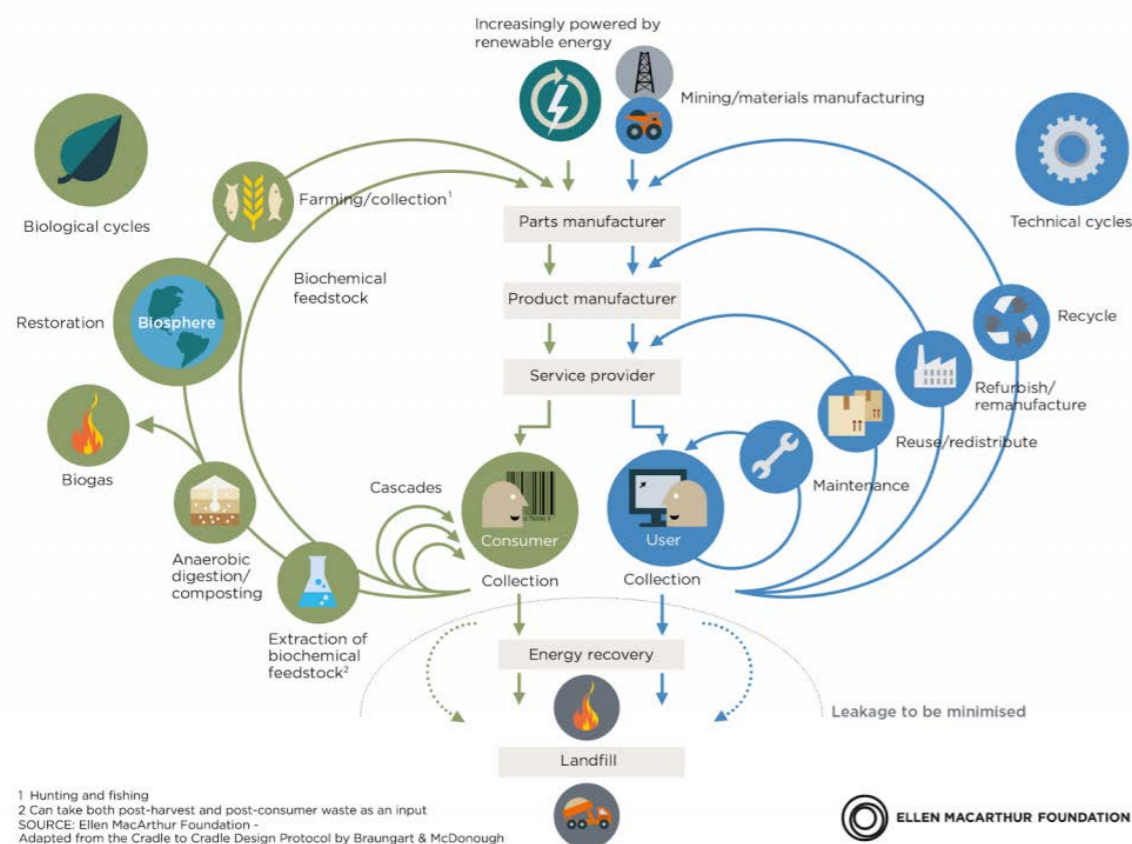 Increasingly powered by
renewable energy
Mining/materials manufacturing
Biological cycles
Technical cycles
Farming/collection¹
Parts manufacturer
Biochemical
feedstock
Product manufacturer
Restoration
Biosphere
Recycle
Service provider
Refurbish/
remanufacture
Reuse/redistribute
Biogas
Cascades
Maintenance
Consumer
User
Anaerobic
digestion/
composting
Collection
Collection
Extraction of
biochemical
feedstock²
Energy recovery
Leakage to be minimised
Landfill
1 Hunting and fishing
2 Can take both post-harvest and post-consumer waste as an input
SOURCE: Ellen MacArthur Foundation -
Adapted from the Cradle to Cradle Design Protocol by Braungart & McDonough
ELLEN MACARTHUR FOUNDATION